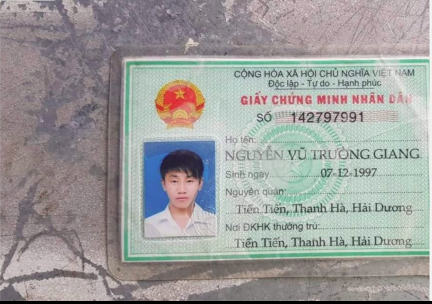 CỘNG HÒA XÃ HỘI CHỦ NGHĨA VIỆT NAM
Độc lập - Tự do - Hạnh phúc
GIẤY CHỨNG MINH NHÂN DÂN
SỐ 142797991
Họ tên:
NGUYỄN VŨ TRƯỜNG GIANG
Sinh ngày 07-12-1997
Nguyên quán:
Tiền Tiến, Thanh Hà, Hải Dương
Nơi ĐKHK thường trú:
Tiền Tiến, Thanh Hà, Hải Dương